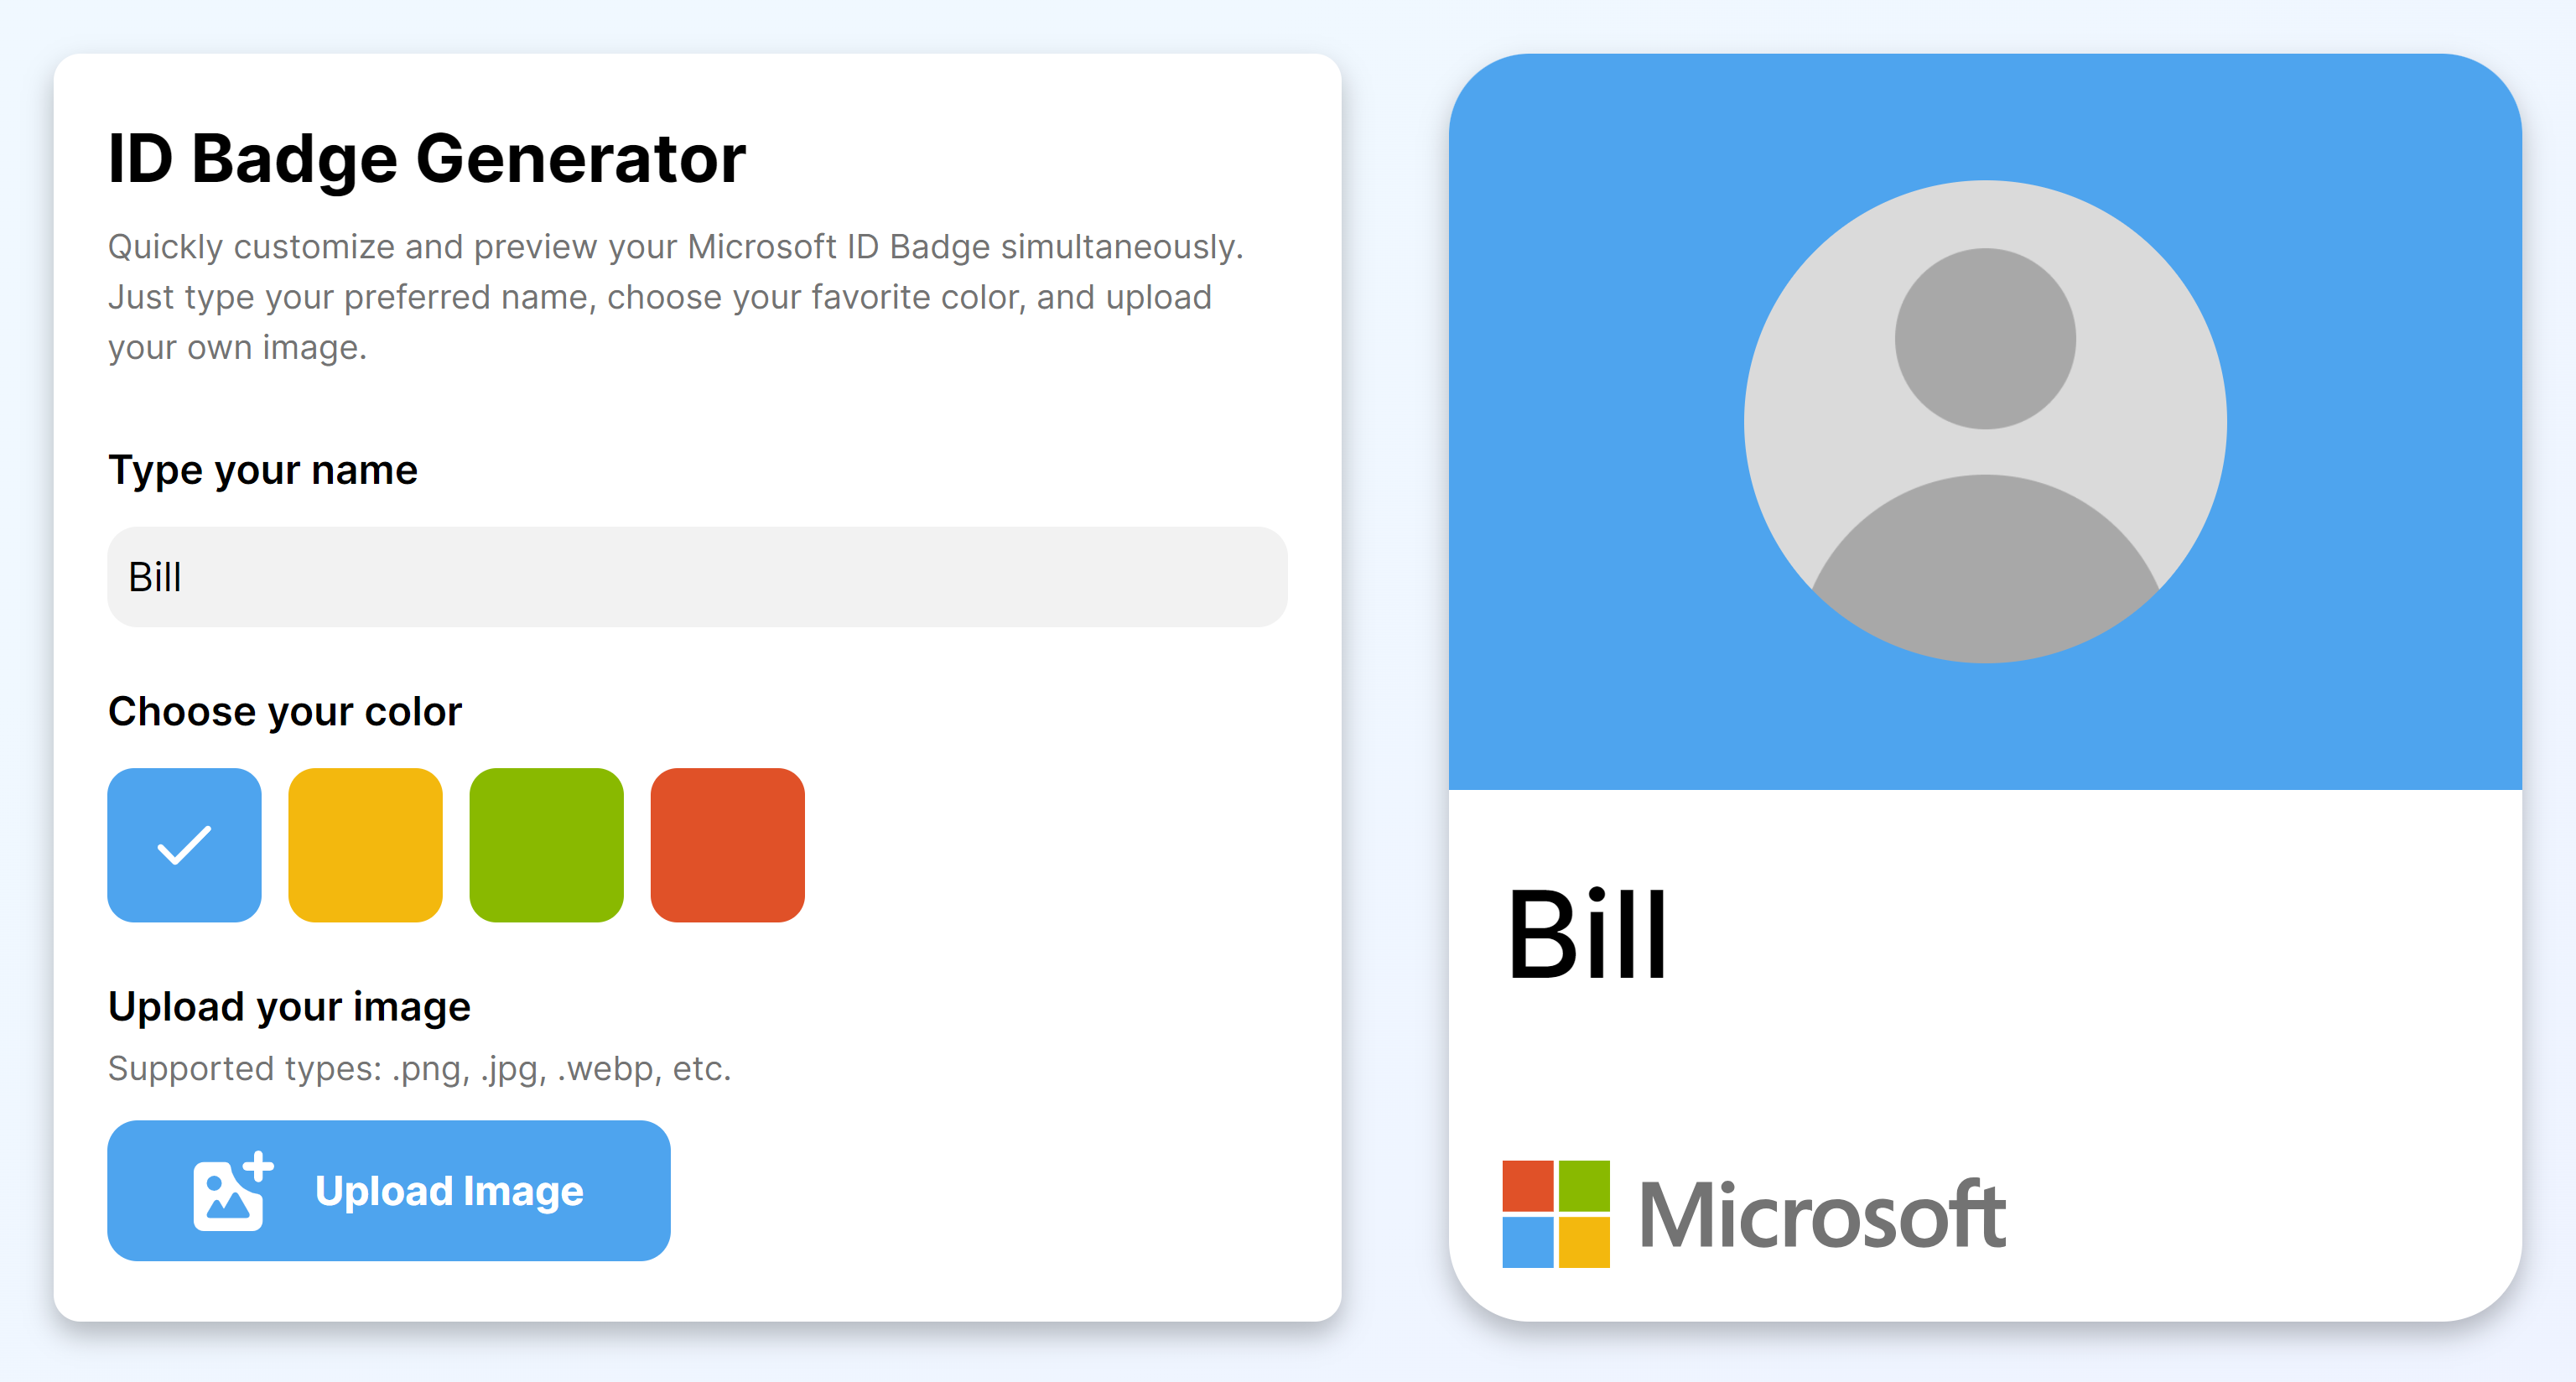 ID Badge Generator
Quickly customize and preview your Microsoft ID Badge simultaneously.
Just type your preferred name, choose your favorite color, and upload
your own image.
Type your name
Bill
Choose your color
Upload your image
Supported types: .png, .jpg, .webp, etc.
Upload Image
Bill
Microsoft